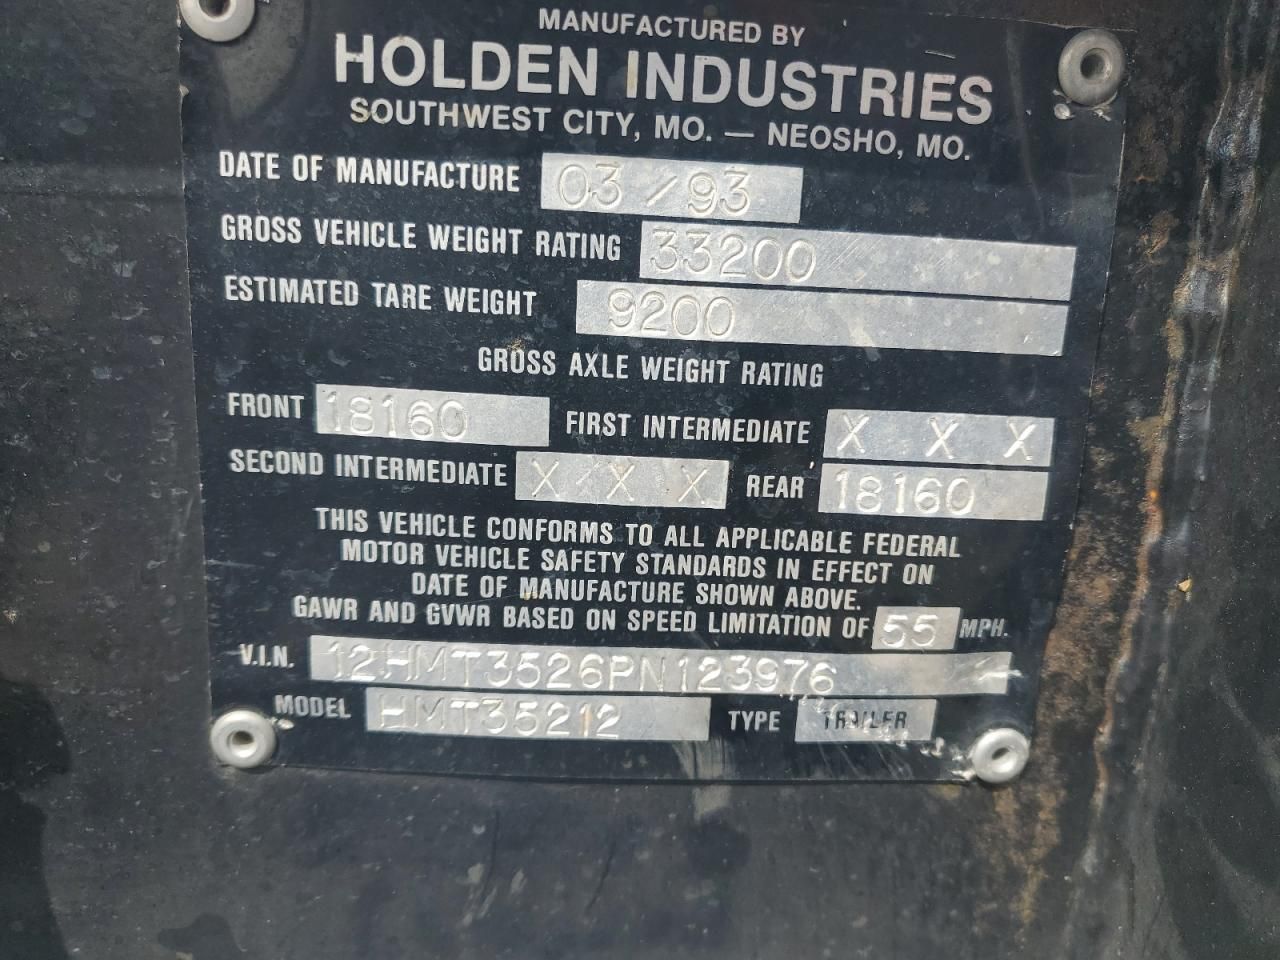 MANUFACTURED BY
HOLDEN INDUSTRIES
SOUTHWEST CITY, MO. — NEOSHO, MO.
DATE OF MANUFACTURE 03/93
GROSS VEHICLE WEIGHT RATING 33200
ESTIMATED TARE WEIGHT 9200
GROSS AXLE WEIGHT RATING
FRONT 18160 FIRST INTERMEDIATE X X X
SECOND INTERMEDIATE X X X REAR 18160
THIS VEHICLE CONFORMS TO ALL APPLICABLE FEDERAL
MOTOR VEHICLE SAFETY STANDARDS IN EFFECT ON
DATE OF MANUFACTURE SHOWN ABOVE.
GAWR AND GVWR BASED ON SPEED LIMITATION OF 55 MPH.
V.I.N. 12HMT3526PN123976
MODEL HMT35212 TYPE TRAILER